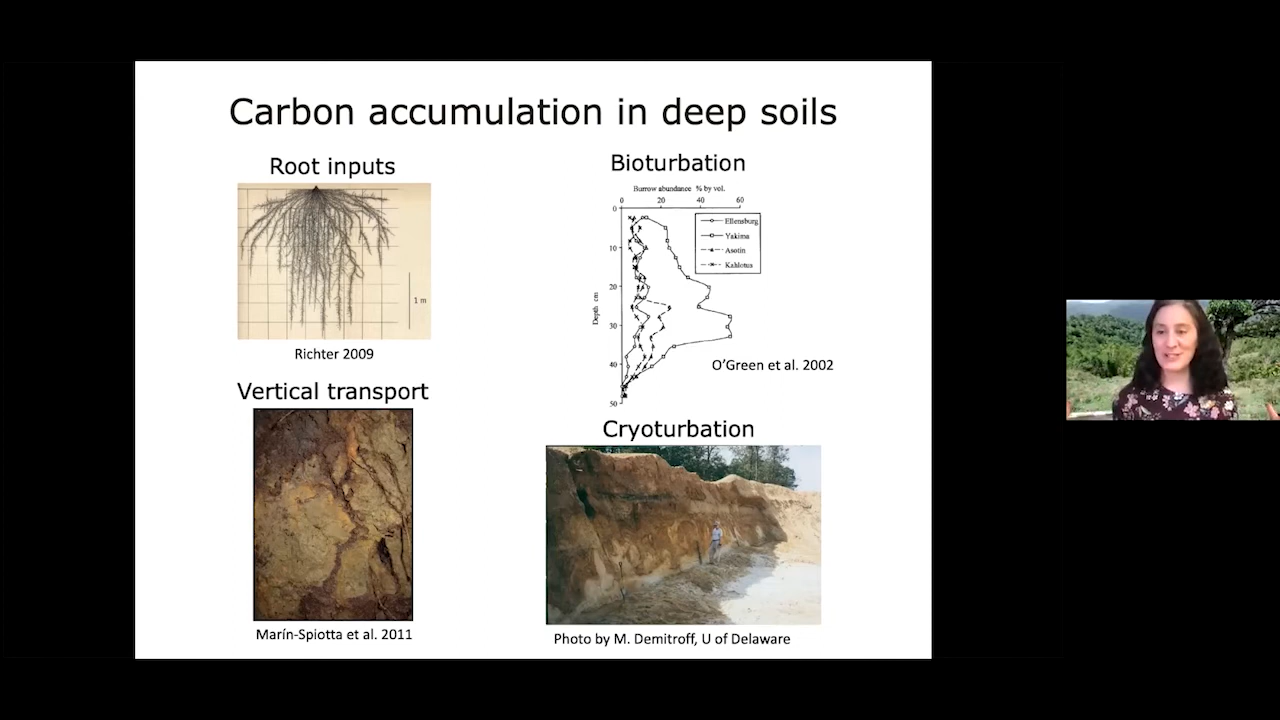 Carbon accumulation in deep soils
Root inputs
1 m
Richter 2009
Vertical transport
Marín-Spiotta et al. 2011
Bioturbation
Burrow abundance % by vol.
0 20 40 60
0
10
20
30
40
50
Depth cm
Ellensburg
Yakima
Asotin
Kahlotus
O’Green et al. 2002
Cryoturbation
Photo by M. Demitroff, U of Delaware